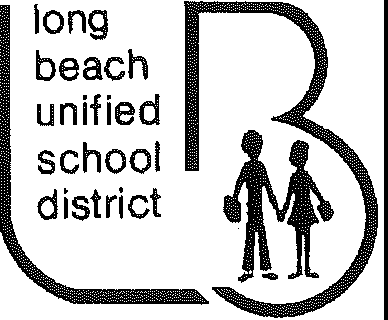 long
beach
unified
school
district